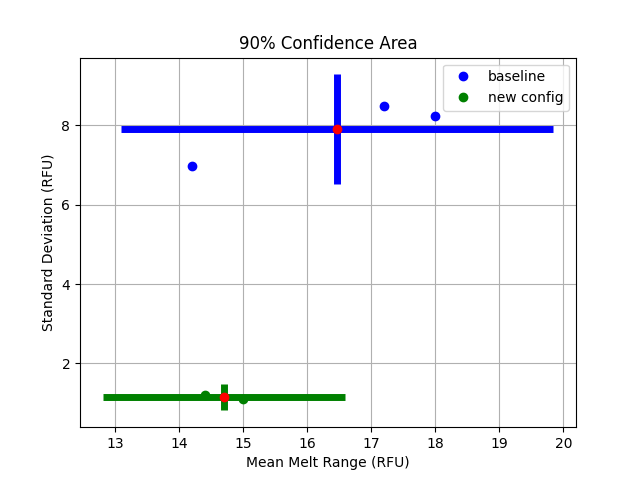 90% Confidence Area
baseline
new config
8
6
4
2
Standard Deviation (RFU)
13 14 15 16 17 18 19 20
Mean Melt Range (RFU)